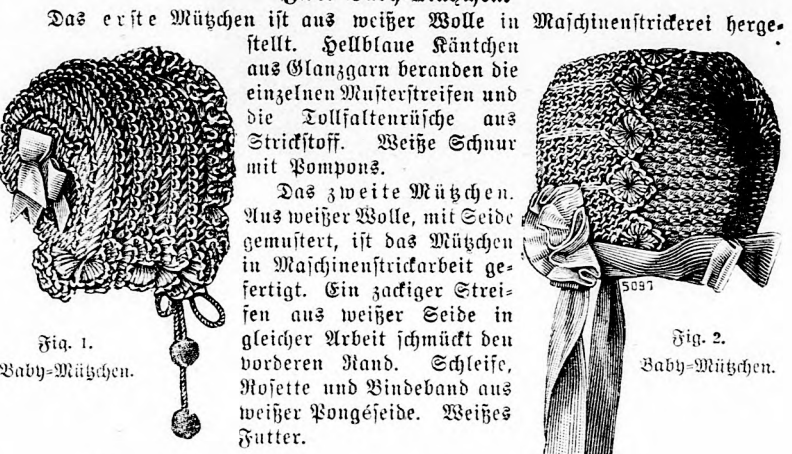 Das erste Mützchen ist aus weißer Wolle in Maschinenstrickerei herge-
stellt. Hellblaue Käntchen
aus Glanzgarn beranden die
einzelnen Musterstreifen und
die Tollfaltenrüsche aus
Strickstoff. Weiße Schnur
mit Pompons.
Das zweite Mützchen.
Aus weißer Wolle, mit Seide
gemustert, ist das Mützchen
in Maschinenstrickarbeit ge-
fertigt. Ein zackiger Strei-
fen aus weißer Seide in
gleicher Arbeit schmückt den
vorderen Rand. Schleife,
Rosette und Bindeband aus
weißer Pongéseide. Weißes
Futter.
Fig. 1.
Baby-Mützchen.
5097
Fig. 2.
Baby-Mützchen.